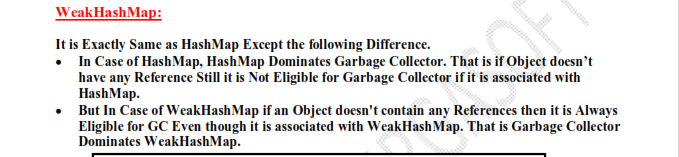 WeakHashMap:
It is Exactly Same as HashMap Except the following Difference.
• In Case of HashMap, HashMap Dominates Garbage Collector. That is if Object doesn't
have any Reference Still it is Not Eligible for Garbage Collector if it is associated with
HashMap.
• But In Case of WeakHashMap if an Object doesn't contain any References then it is Always
Eligible for GC Even though it is associated with WeakHashMap. That is Garbage Collector
Dominates WeakHashMap.